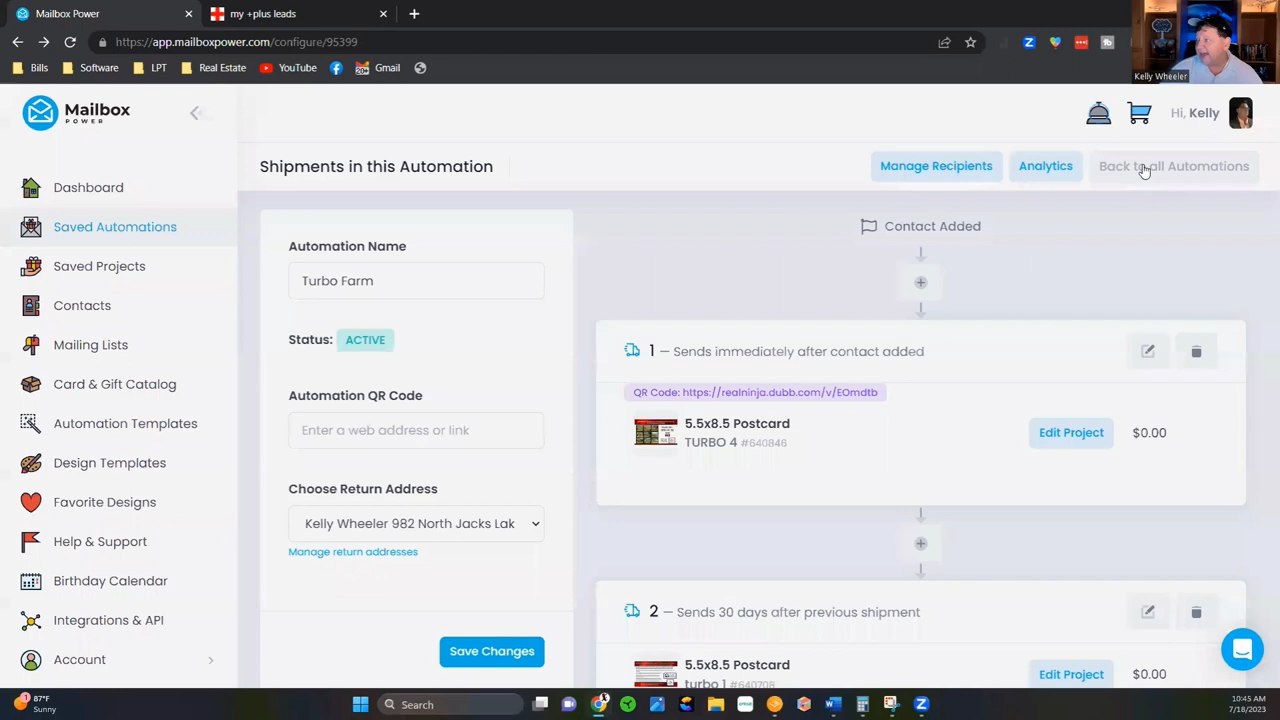 Mailbox Power
my +plus leads
https://app.mailboxpower.com/configure/95399
Bills
Software
LPT
Real Estate
YouTube
Gmail
Kelly Wheeler
Mailbox
POWER
Hi, Kelly
Shipments in this Automation
Manage Recipients
Analytics
Back to all Automations
Dashboard
Saved Automations
Saved Projects
Contacts
Mailing Lists
Card & Gift Catalog
Automation Templates
Design Templates
Favorite Designs
Help & Support
Birthday Calendar
Integrations & API
Account
Automation Name
Turbo Farm
Status: ACTIVE
Automation QR Code
Enter a web address or link
Choose Return Address
Kelly Wheeler 982 North Jacks Lak
Manage return addresses
Save Changes
Contact Added
1 — Sends immediately after contact added
QR Code: https://realninja.dubb.com/v/EOmdtb
5.5x8.5 Postcard
TURBO 4 #640846
Edit Project
$0.00
2 — Sends 30 days after previous shipment
5.5x8.5 Postcard
turbo 1 #640708
Edit Project
$0.00
87°F
Sunny
Search
10:45 AM
7/18/2023